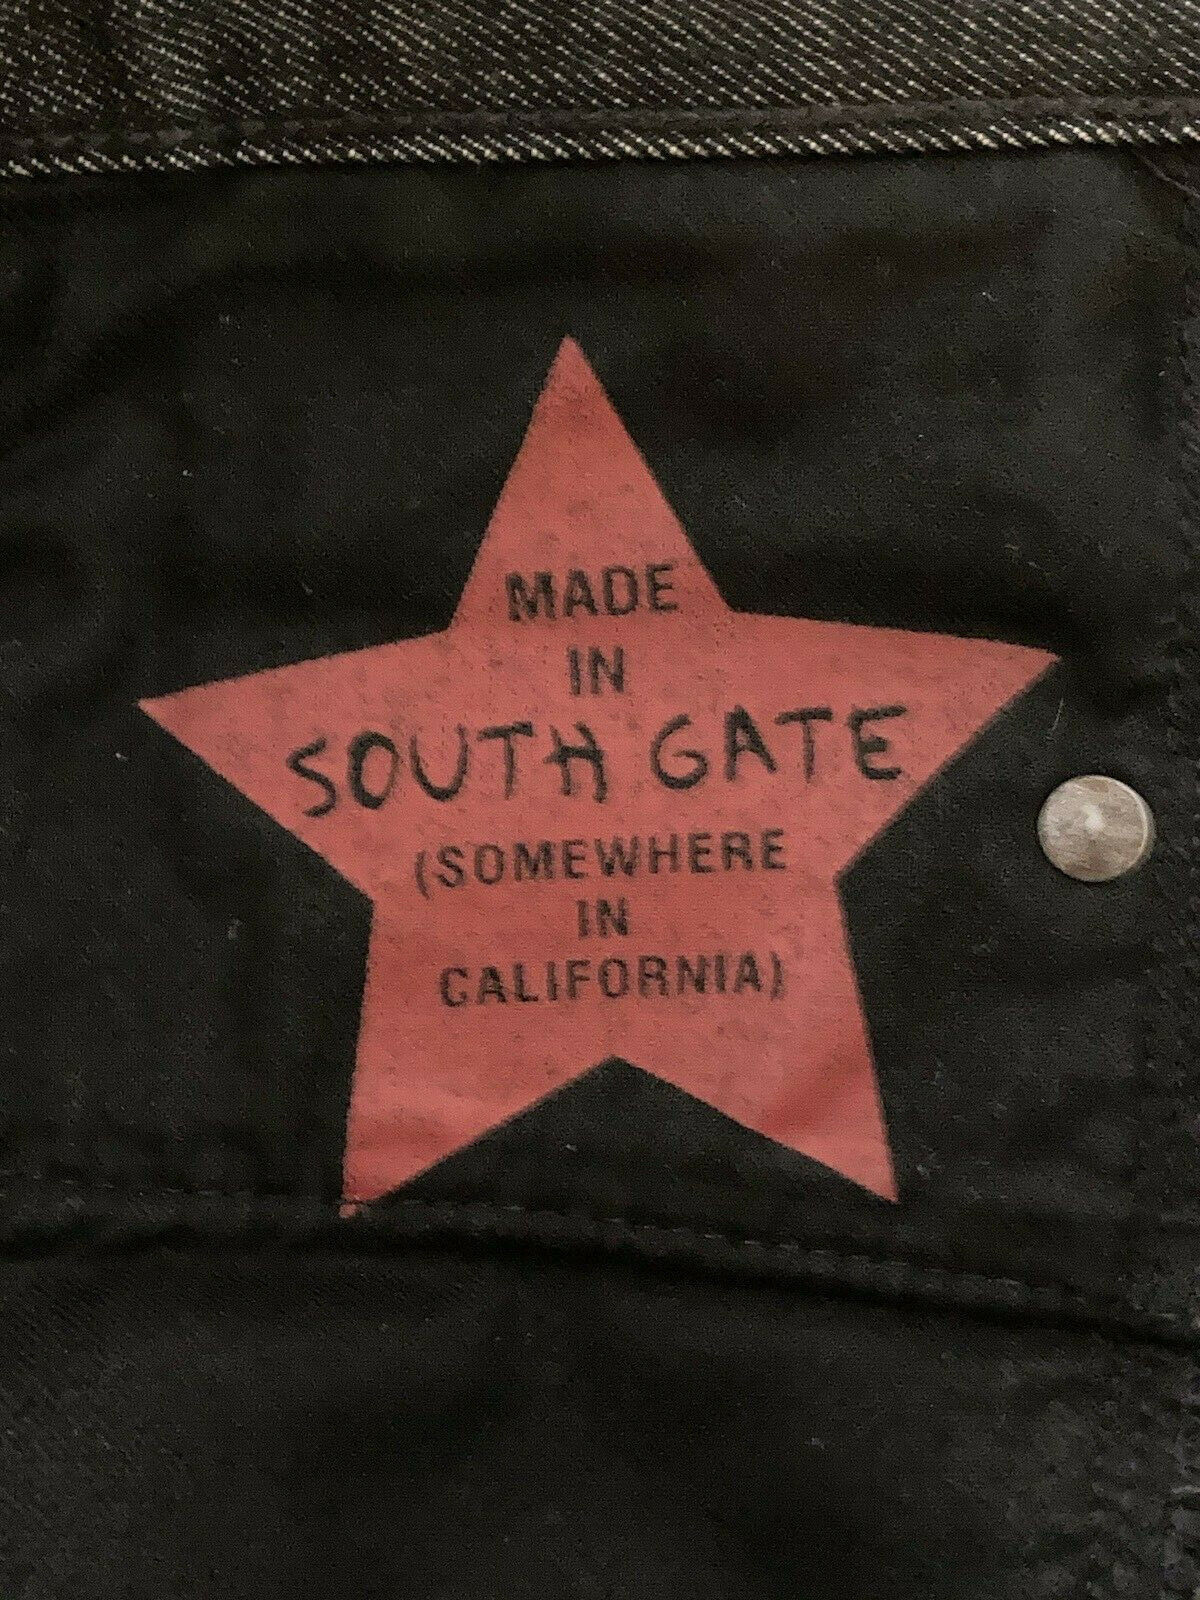 MADE
IN
SOUTH GATE
(SOMEWHERE
IN
CALIFORNIA)